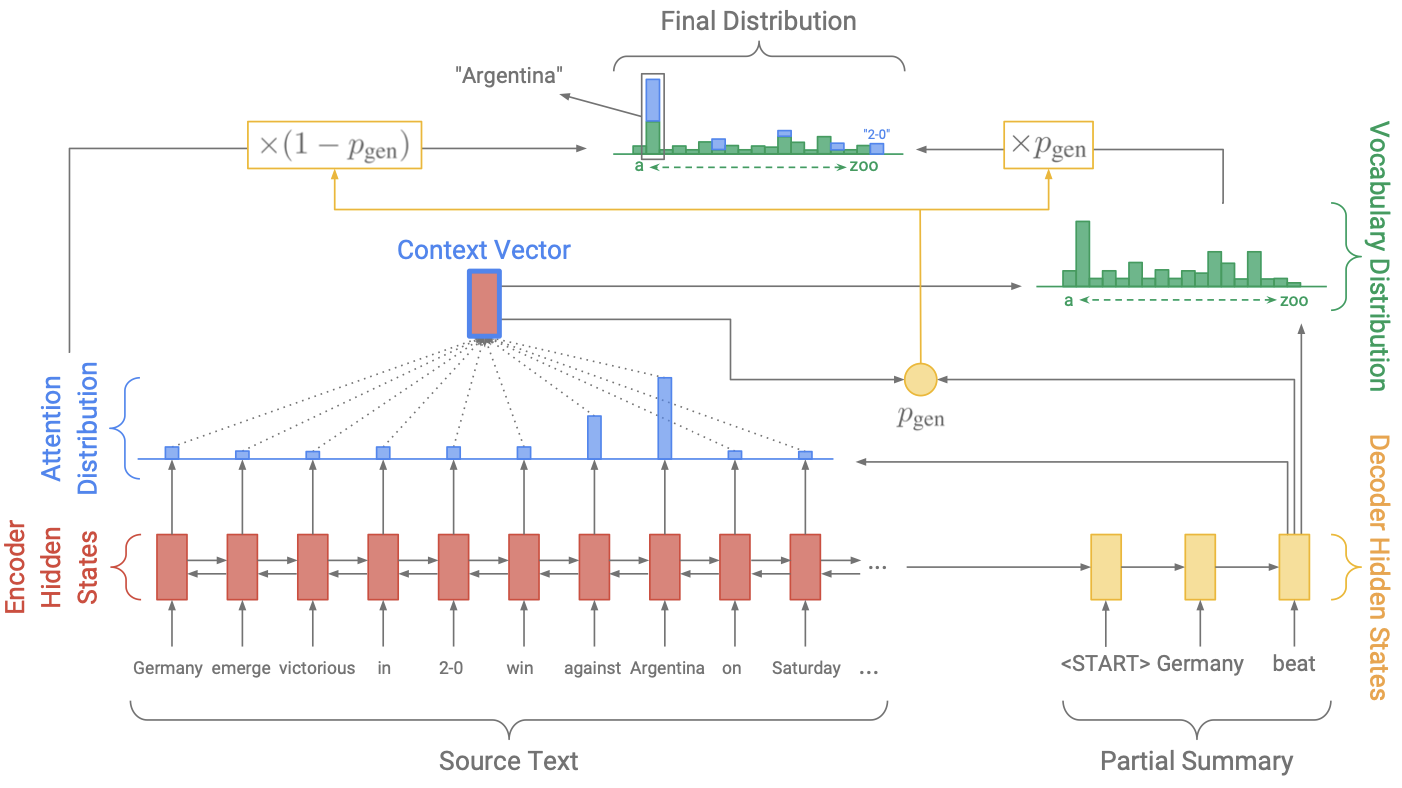 Final Distribution
"Argentina"
×(1 − pgen)
×pgen
"2-0"
a
zoo
Vocabulary Distribution
Context Vector
a
zoo
Attention
Distribution
pgen
Encoder
Hidden
States
Decoder Hidden States
...
Germany emerge victorious in 2-0 win against Argentina on Saturday ...
<START> Germany beat
Source Text
Partial Summary